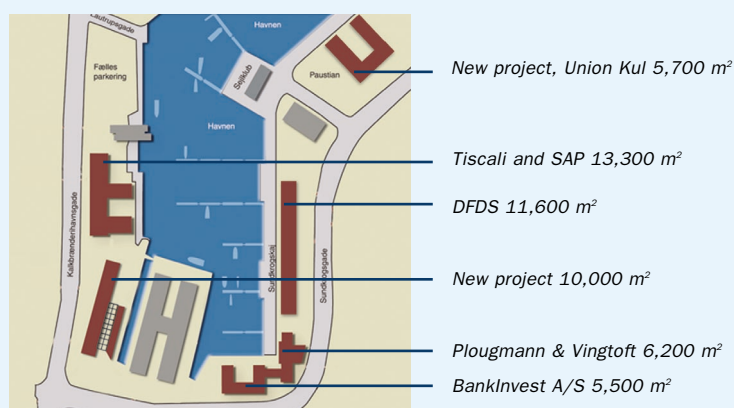 Lautrupsgade
Havnen
Fælles
parkering
Sejlklub
Paustian
New project, Union Kul 5,700 m²
Havnen
Tiscali and SAP 13,300 m²
Kalkbrænderihavnsgade
DFDS 11,600 m²
Sundkrogskaj
Sundkrogsgade
New project 10,000 m²
Plougmann & Vingtoft 6,200 m²
BankInvest A/S 5,500 m²